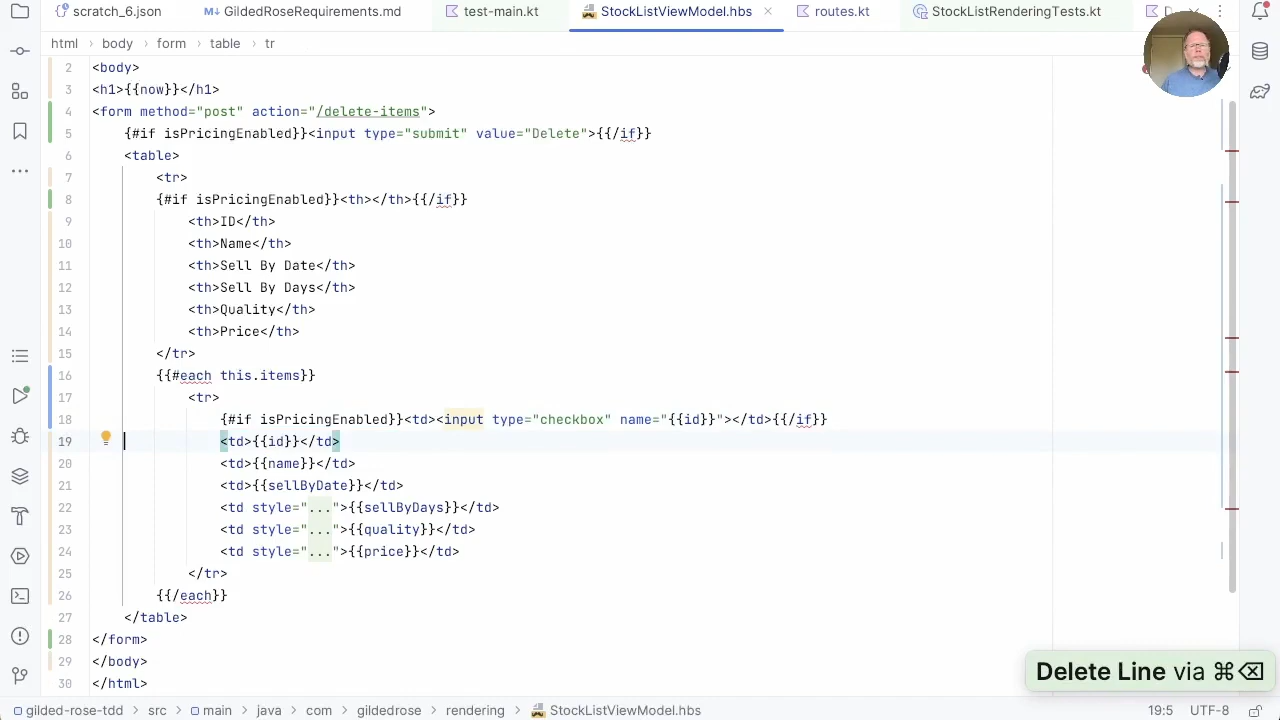 scratch_6.json GildedRoseRequirements.md test-main.kt StockListViewModel.hbs routes.kt StockListRenderingTests.kt
html › body › form › table › tr
2 <body>
3 <h1>{{now}}</h1>
4 <form method="post" action="/delete-items">
5 {#if isPricingEnabled}}<input type="submit" value="Delete">{{/if}}
6 <table>
7 <tr>
8 {#if isPricingEnabled}}<th></th>{{/if}}
9 <th>ID</th>
10 <th>Name</th>
11 <th>Sell By Date</th>
12 <th>Sell By Days</th>
13 <th>Quality</th>
14 <th>Price</th>
15 </tr>
16 {{#each this.items}}
17 <tr>
18 {#if isPricingEnabled}}<td><input type="checkbox" name="{{id}}"></td>{{/if}}
19 <td>{{id}}</td>
20 <td>{{name}}</td>
21 <td>{{sellByDate}}</td>
22 <td style="...">{{sellByDays}}</td>
23 <td style="...">{{quality}}</td>
24 <td style="...">{{price}}</td>
25 </tr>
26 {{/each}}
27 </table>
28 </form>
29 </body>
30 </html>
Delete Line via ⌘⌫
gilded-rose-tdd › src › main › java › com › gildedrose › rendering › StockListViewModel.hbs 19:5 UTF-8